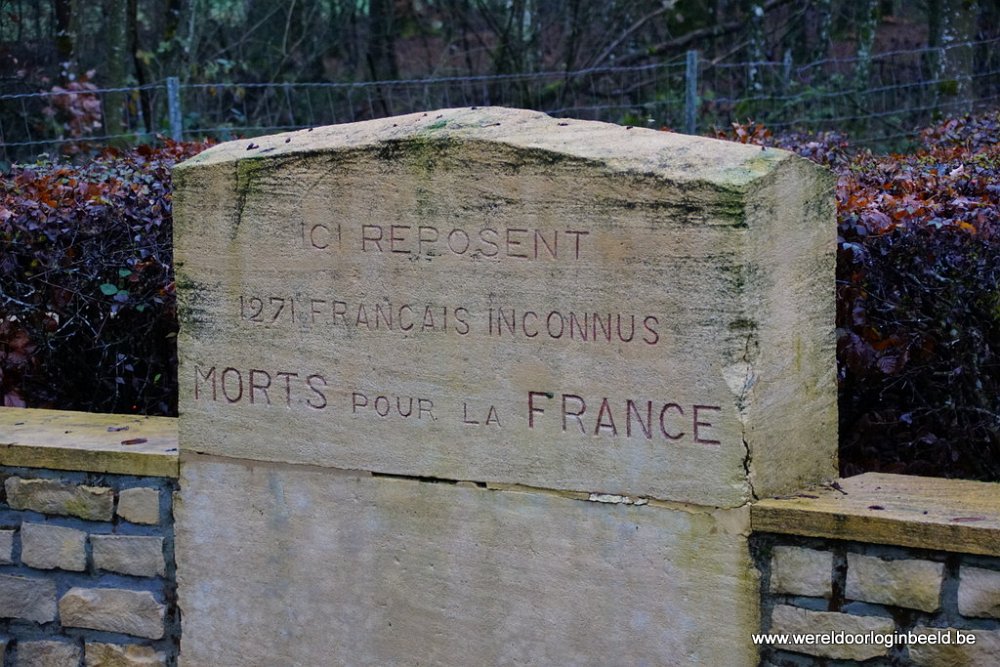 ICI REPOSENT
1271 FRANCAIS INCONNUS
MORTS POUR LA FRANCE
www.wereldoorloginbeeld.be